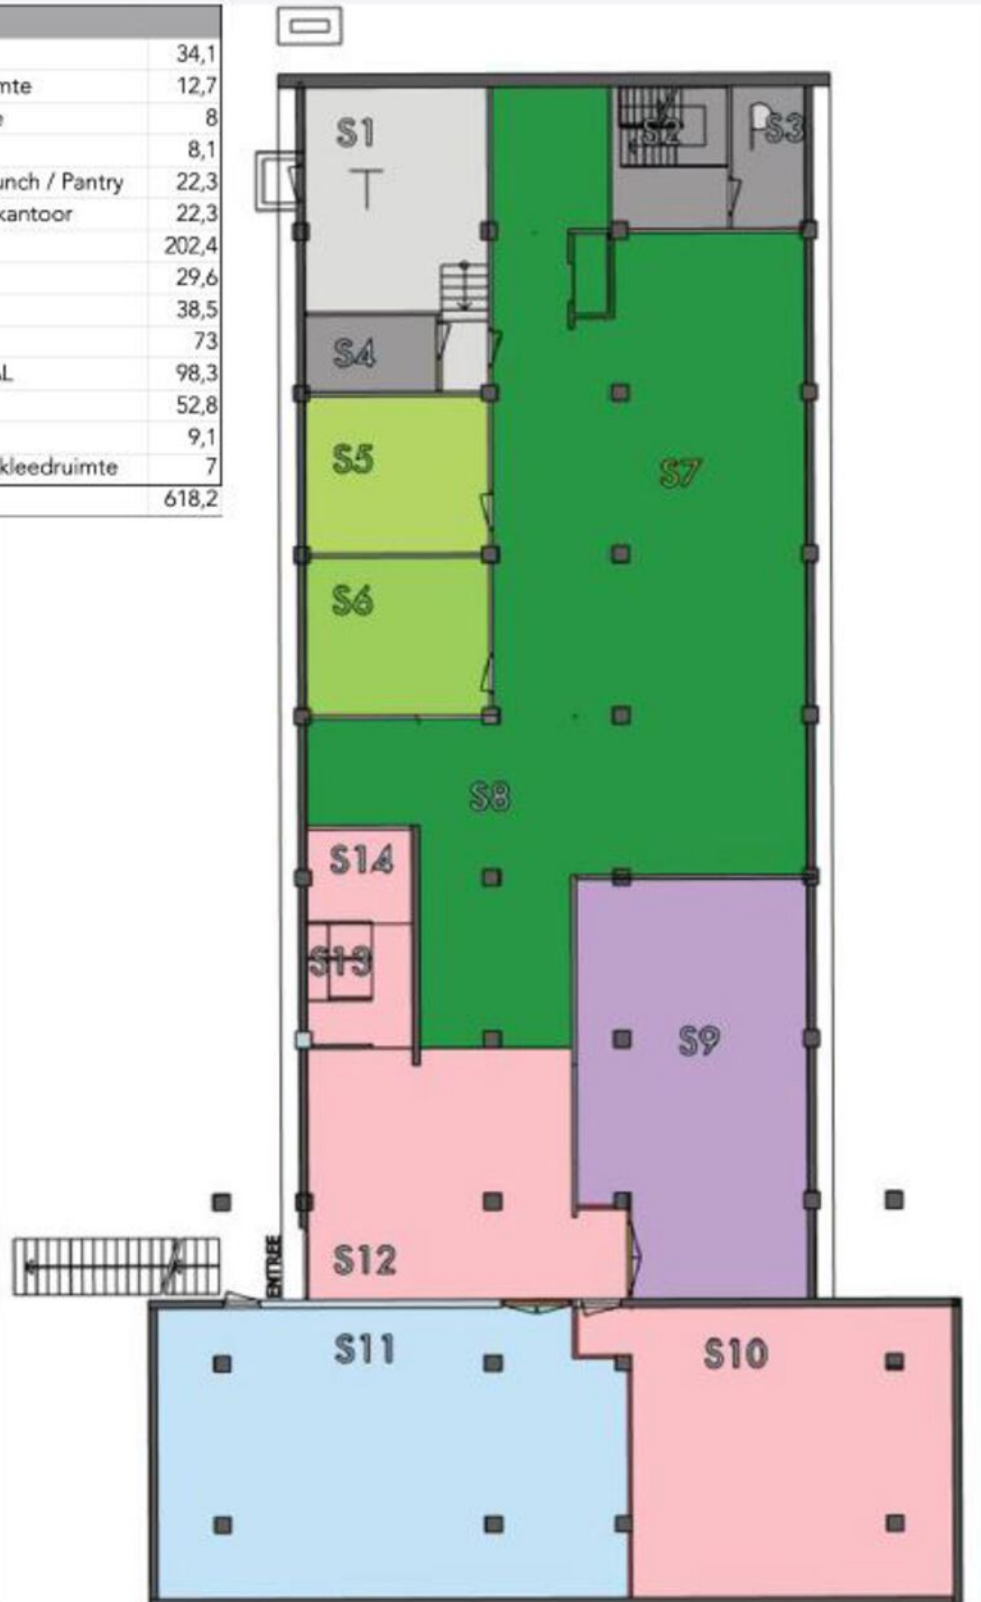 34,1
12,7
8
8,1
/ Pantry 22,3
kantoor 22,3
202,4
29,6
38,5
73
98,3
52,8
9,1
kleedruimte 7
618,2
S1
S2
S3
S4
S5
S7
S6
S8
S14
S13
S9
ENTREE
S12
S11
S10